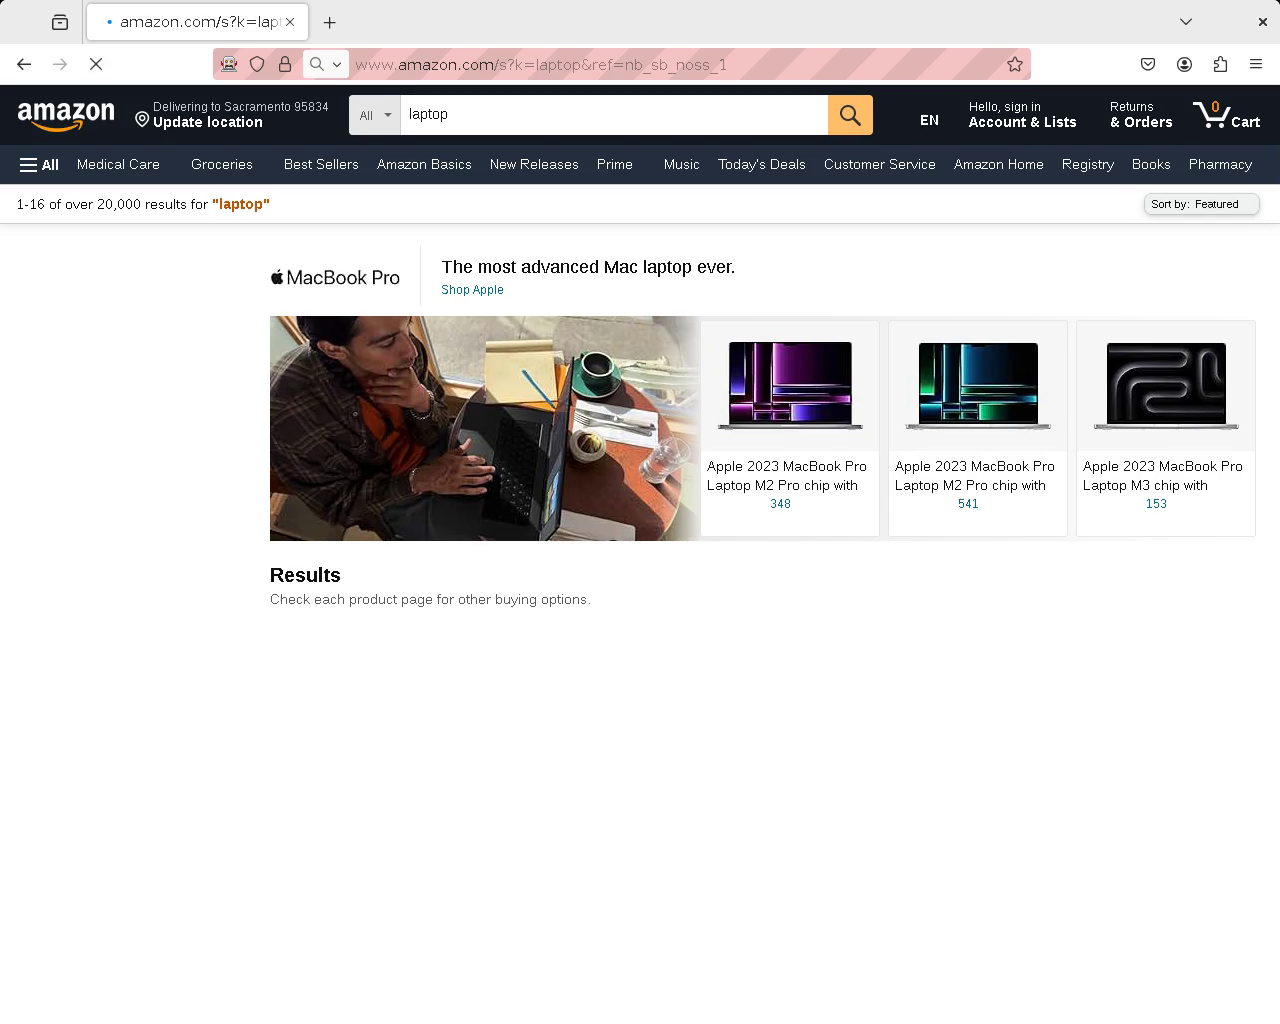 amazon.com/s?k=lapt
www.amazon.com/s?k=laptop&ref=nb_sb_noss_1
amazon
Delivering to Sacramento 95834
Update location
All
laptop
EN
Hello, sign in
Account & Lists
Returns
& Orders
0
Cart
All
Medical Care
Groceries
Best Sellers
Amazon Basics
New Releases
Prime
Music
Today's Deals
Customer Service
Amazon Home
Registry
Books
Pharmacy
1-16 of over 20,000 results for "laptop"
Sort by: Featured
MacBook Pro
The most advanced Mac laptop ever.
Shop Apple
Apple 2023 MacBook Pro
Laptop M2 Pro chip with
348
Apple 2023 MacBook Pro
Laptop M2 Pro chip with
541
Apple 2023 MacBook Pro
Laptop M3 chip with
153
Results
Check each product page for other buying options.